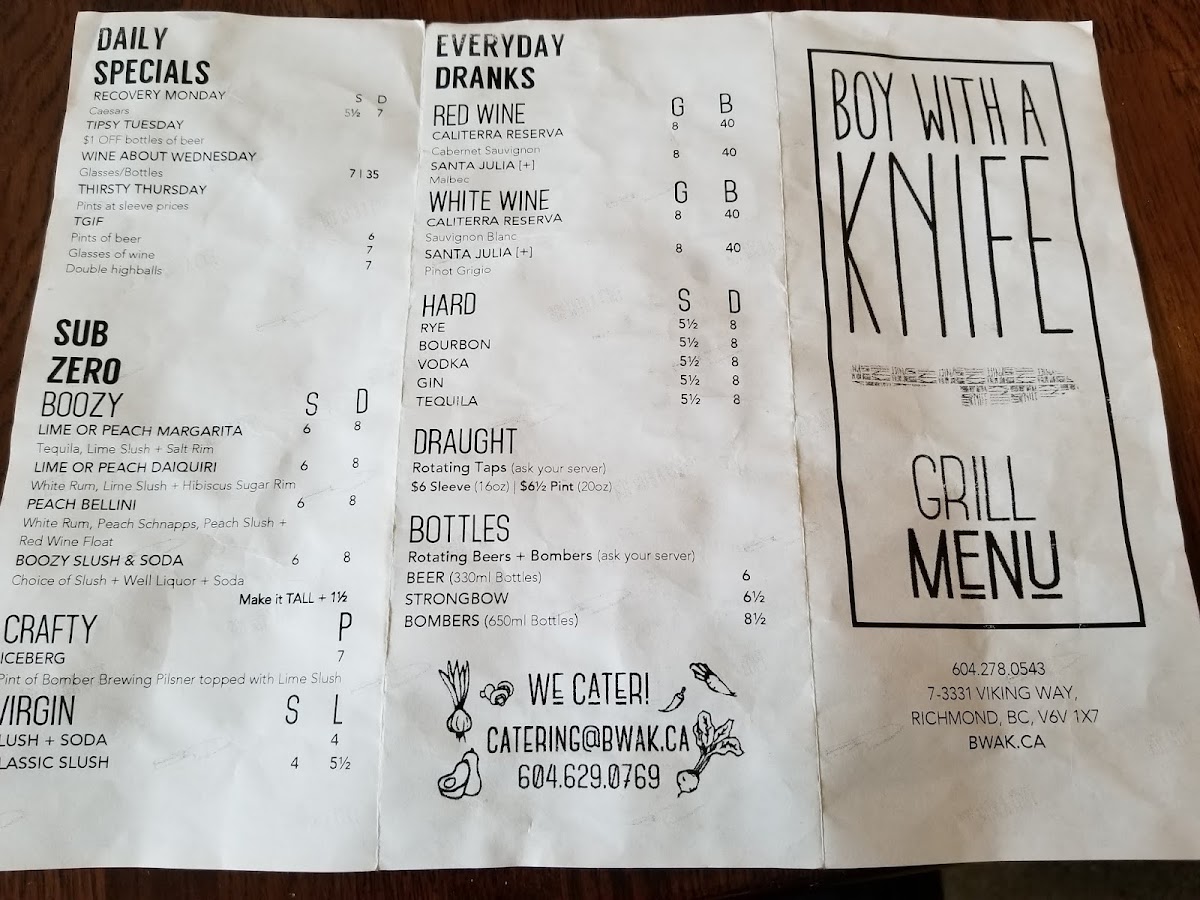 DAILY
SPECIALS
RECOVERY MONDAY S D
Caesars 5½ 7
TIPSY TUESDAY
$1 OFF bottles of beer
WINE ABOUT WEDNESDAY
Glasses/Bottles 7 | 35
THIRSTY THURSDAY
Pints at sleeve prices
TGIF
Pints of beer 6
Glasses of wine 7
Double highballs 7
SUB
ZERO
BOOZY S D
LIME OR PEACH MARGARITA 6 8
Tequila, Lime Slush + Salt Rim
LIME OR PEACH DAIQUIRI 6 8
White Rum, Lime Slush + Hibiscus Sugar Rim
PEACH BELLINI 6 8
White Rum, Peach Schnapps, Peach Slush +
Red Wine Float
BOOZY SLUSH & SODA 6 8
Choice of Slush + Well Liquor + Soda
Make it TALL + 1½
CRAFTY P
ICEBERG 7
Pint of Bomber Brewing Pilsner topped with Lime Slush
VIRGIN S L
LUSH + SODA 4
LASSIC SLUSH 4 5½
EVERYDAY
DRANKS
RED WINE G B
CALITERRA RESERVA 8 40
Cabernet Sauvignon
SANTA JULIA [+] 8 40
Malbec
WHITE WINE G B
CALITERRA RESERVA 8 40
Sauvignon Blanc
SANTA JULIA [+] 8 40
Pinot Grigio
HARD S D
RYE 5½ 8
BOURBON 5½ 8
VODKA 5½ 8
GIN 5½ 8
TEQUILA 5½ 8
DRAUGHT
Rotating Taps (ask your server)
$6 Sleeve (16oz) | $6½ Pint (20oz)
BOTTLES
Rotating Beers + Bombers (ask your server)
BEER (330ml Bottles) 6
STRONGBOW 6½
BOMBERS (650ml Bottles) 8½
WE CATER!
CATERING@BWAK.CA
604.629.0769
BOY WITH A
KNIFE
GRILL
MENU
604.278.0543
7-3331 VIKING WAY,
RICHMOND, BC, V6V 1X7
BWAK.CA